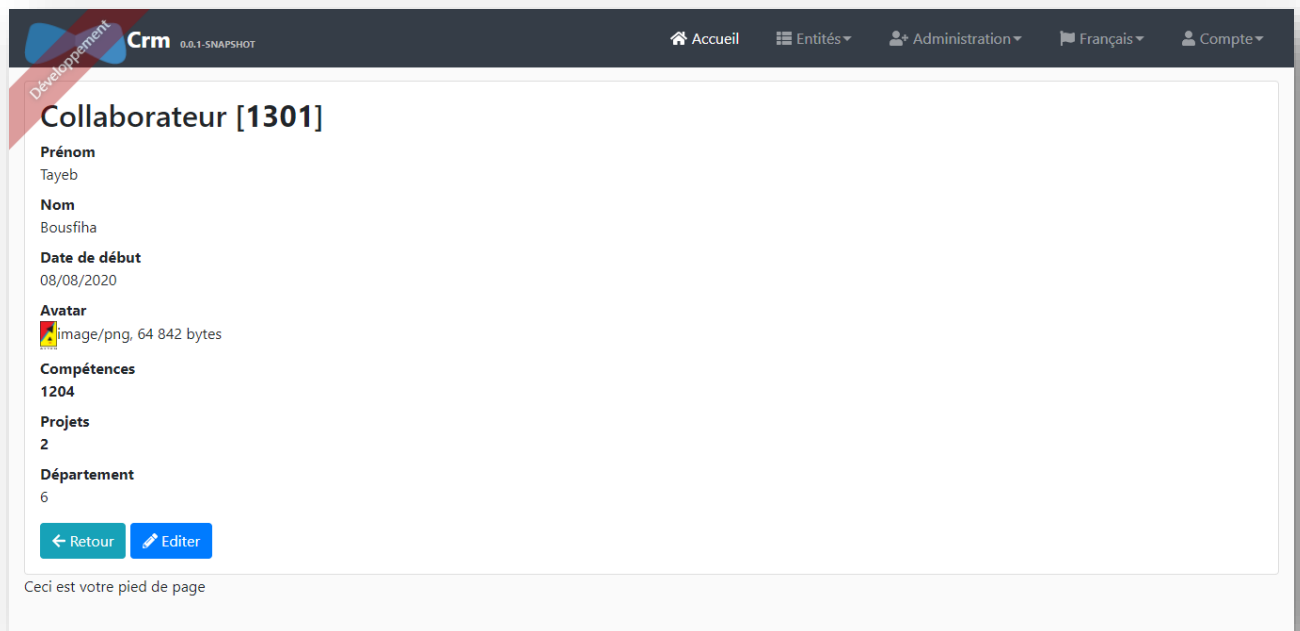 Développement
Crm 0.0.1-SNAPSHOT
Accueil
Entités
Administration
Français
Compte
Collaborateur [1301]
Prénom
Tayeb
Nom
Bousfiha
Date de début
08/08/2020
Avatar
image/png, 64 842 bytes
Compétences
1204
Projets
2
Département
6
Retour
Editer
Ceci est votre pied de page